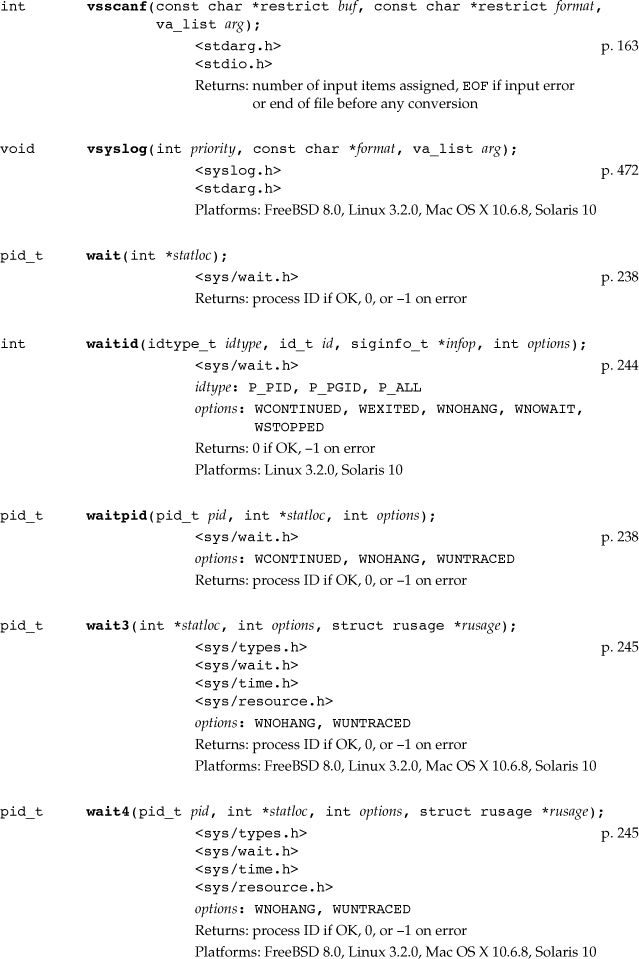 int vsscanf(const char *restrict buf, const char *restrict format,
va_list arg);
<stdarg.h> p. 163
<stdio.h>
Returns: number of input items assigned, EOF if input error
or end of file before any conversion
void vsyslog(int priority, const char *format, va_list arg);
<syslog.h> p. 472
<stdarg.h>
Platforms: FreeBSD 8.0, Linux 3.2.0, Mac OS X 10.6.8, Solaris 10
pid_t wait(int *statloc);
<sys/wait.h> p. 238
Returns: process ID if OK, 0, or –1 on error
int waitid(idtype_t idtype, id_t id, siginfo_t *infop, int options);
<sys/wait.h> p. 244
idtype: P_PID, P_PGID, P_ALL
options: WCONTINUED, WEXITED, WNOHANG, WNOWAIT,
WSTOPPED
Returns: 0 if OK, –1 on error
Platforms: Linux 3.2.0, Solaris 10
pid_t waitpid(pid_t pid, int *statloc, int options);
<sys/wait.h> p. 238
options: WCONTINUED, WNOHANG, WUNTRACED
Returns: process ID if OK, 0, or –1 on error
pid_t wait3(int *statloc, int options, struct rusage *rusage);
<sys/types.h> p. 245
<sys/wait.h>
<sys/time.h>
<sys/resource.h>
options: WNOHANG, WUNTRACED
Returns: process ID if OK, 0, or –1 on error
Platforms: FreeBSD 8.0, Linux 3.2.0, Mac OS X 10.6.8, Solaris 10
pid_t wait4(pid_t pid, int *statloc, int options, struct rusage *rusage);
<sys/types.h> p. 245
<sys/wait.h>
<sys/time.h>
<sys/resource.h>
options: WNOHANG, WUNTRACED
Returns: process ID if OK, 0, or –1 on error
Platforms: FreeBSD 8.0, Linux 3.2.0, Mac OS X 10.6.8, Solaris 10